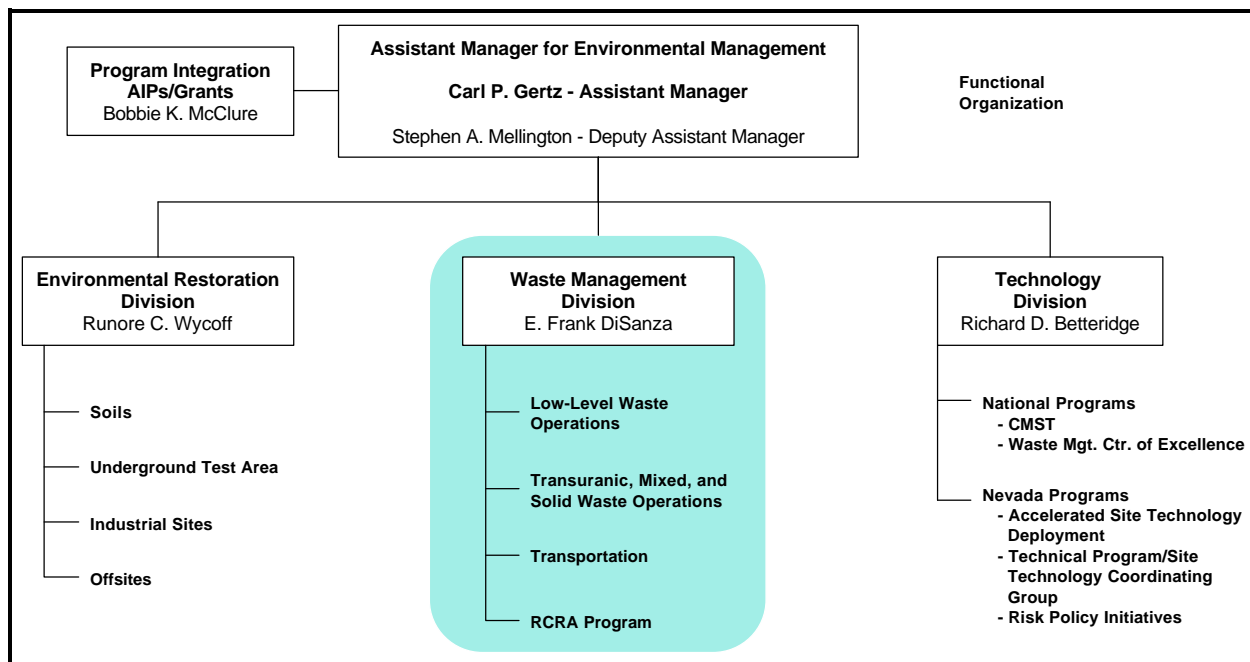 Assistant Manager for Environmental Management
Carl P. Gertz - Assistant Manager
Stephen A. Mellington - Deputy Assistant Manager
Program Integration
AIPs/Grants
Bobbie K. McClure
Functional
Organization
Environmental Restoration
Division
Runore C. Wycoff
Soils
Underground Test Area
Industrial Sites
Offsites
Waste Management
Division
E. Frank DiSanza
Low-Level Waste
Operations
Transuranic, Mixed, and
Solid Waste Operations
Transportation
RCRA Program
Technology
Division
Richard D. Betteridge
National Programs
- CMST
- Waste Mgt. Ctr. of Excellence
Nevada Programs
- Accelerated Site Technology
Deployment
- Technical Program/Site
Technology Coordinating
Group
- Risk Policy Initiatives